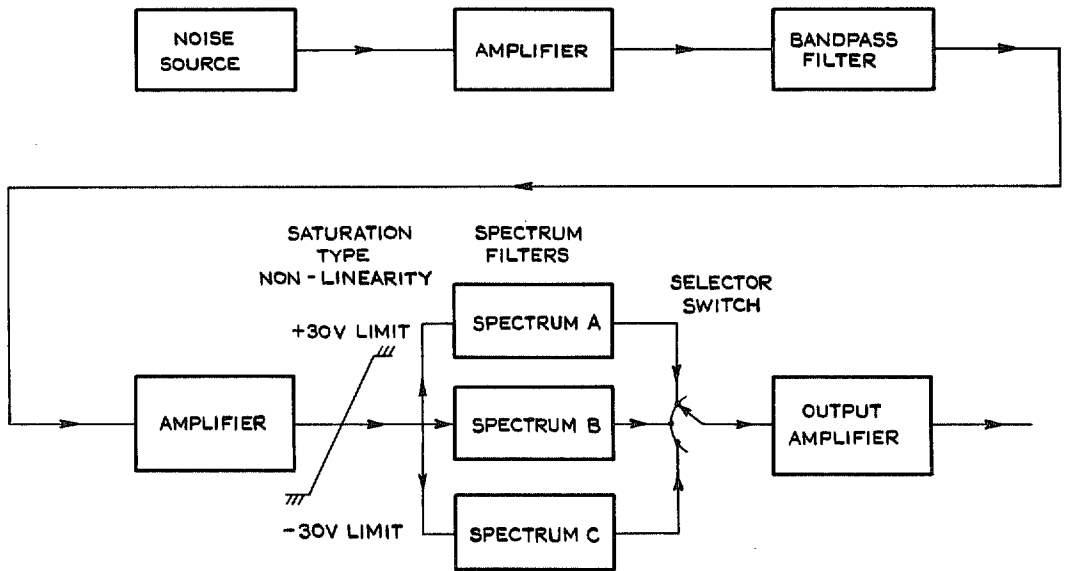 NOISE
SOURCE
AMPLIFIER
BANDPASS
FILTER
SATURATION
TYPE
NON-LINEARITY
SPECTRUM
FILTERS
SELECTOR
SWITCH
+30V LIMIT
SPECTRUM A
AMPLIFIER
SPECTRUM B
OUTPUT
AMPLIFIER
-30V LIMIT
SPECTRUM C